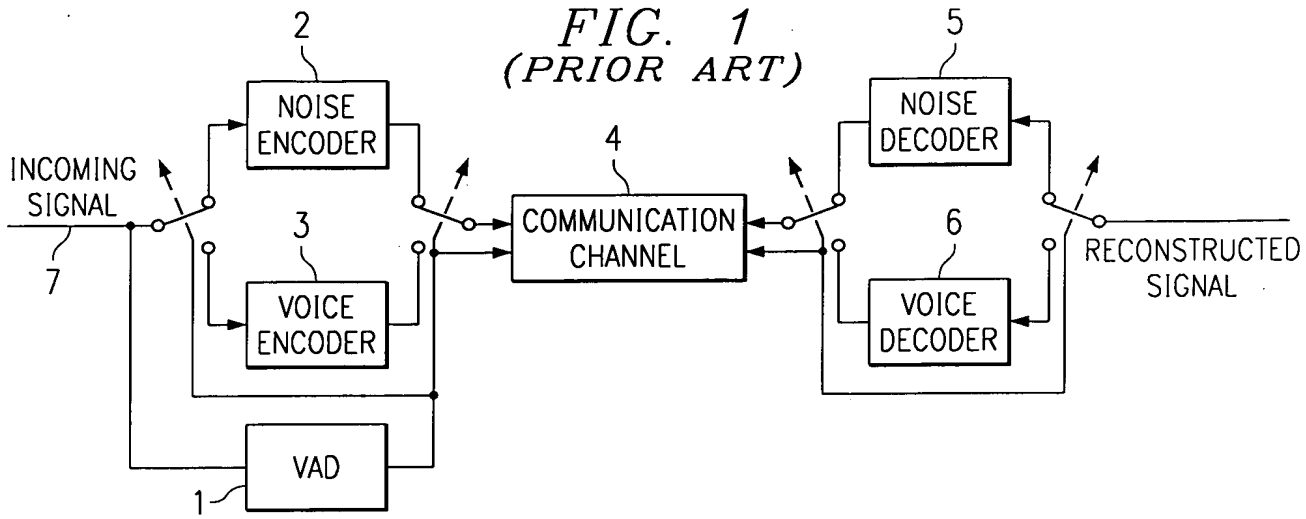 FIG. 1
(PRIOR ART)
2
NOISE
ENCODER
INCOMING
SIGNAL
7
3
VOICE
ENCODER
VAD
1
4
COMMUNICATION
CHANNEL
5
NOISE
DECODER
6
VOICE
DECODER
RECONSTRUCTED
SIGNAL